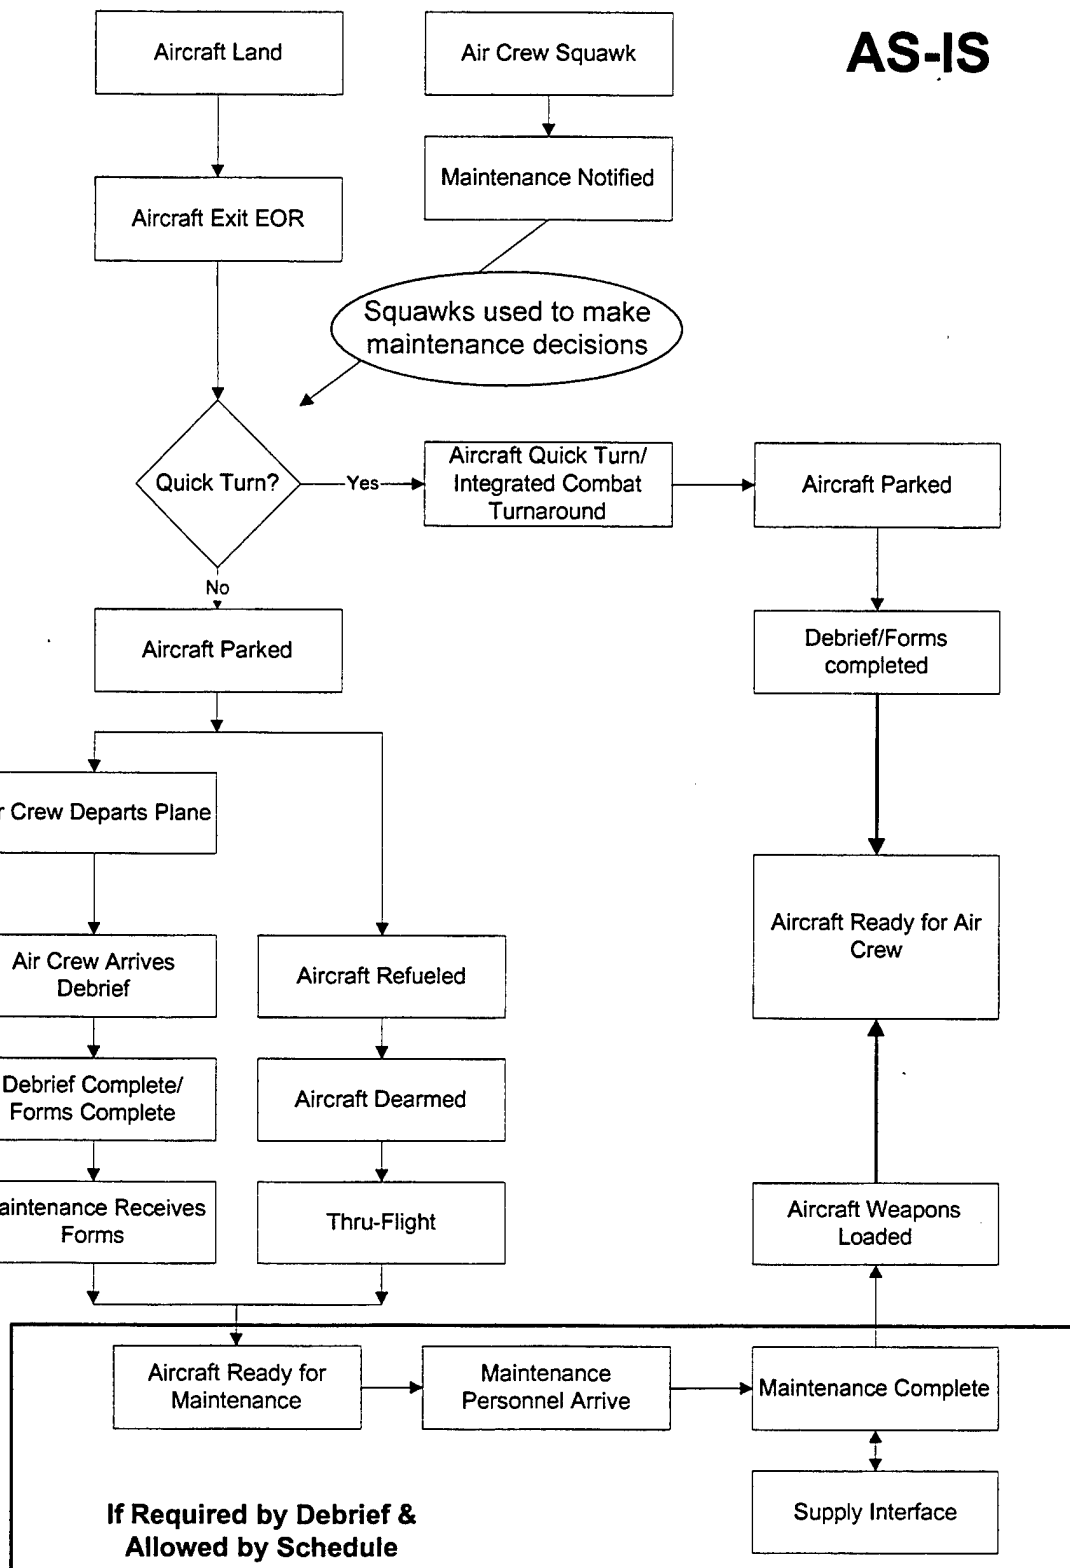 AS-IS
Aircraft Land
Air Crew Squawk
Maintenance Notified
Aircraft Exit EOR
Squawks used to make
maintenance decisions
Quick Turn?
Yes
Aircraft Quick Turn/
Integrated Combat
Turnaround
Aircraft Parked
No
Aircraft Parked
Debrief/Forms
completed
r Crew Departs Plane
Aircraft Ready for Air
Crew
Air Crew Arrives
Debrief
Aircraft Refueled
Debrief Complete/
Forms Complete
Aircraft Dearmed
aintenance Receives
Forms
Thru-Flight
Aircraft Weapons
Loaded
Aircraft Ready for
Maintenance
Maintenance
Personnel Arrive
Maintenance Complete
Supply Interface
If Required by Debrief &
Allowed by Schedule